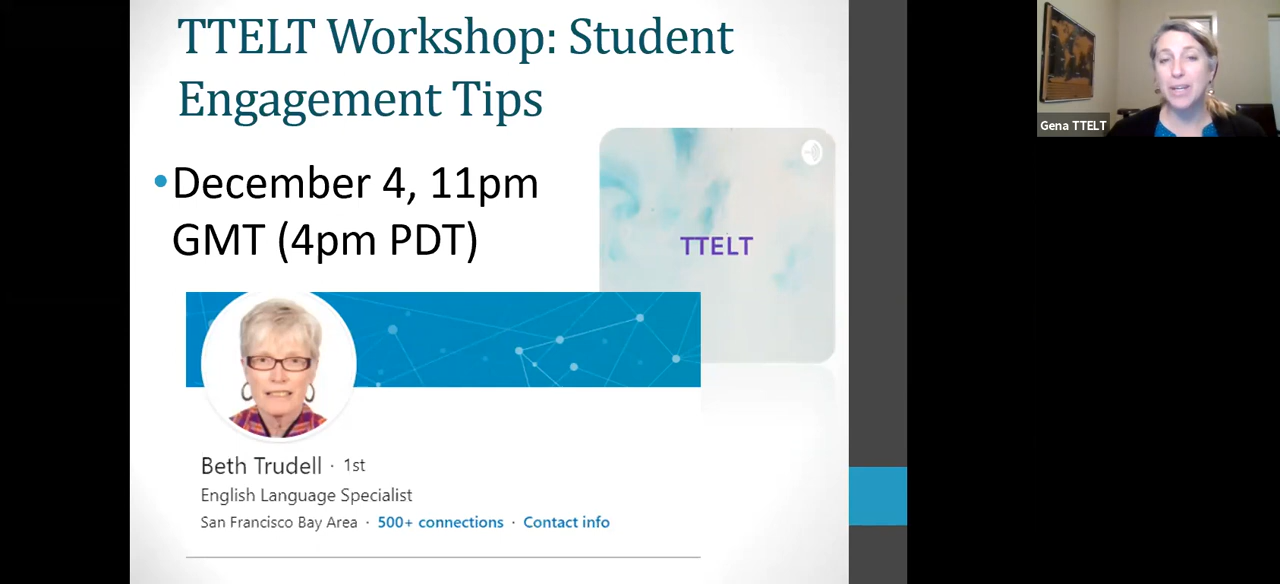 TTELT Workshop: Student
Engagement Tips
•December 4, 11pm
GMT (4pm PDT)
TTELT
Beth Trudell · 1st
English Language Specialist
San Francisco Bay Area · 500+ connections · Contact info
Gena TTELT